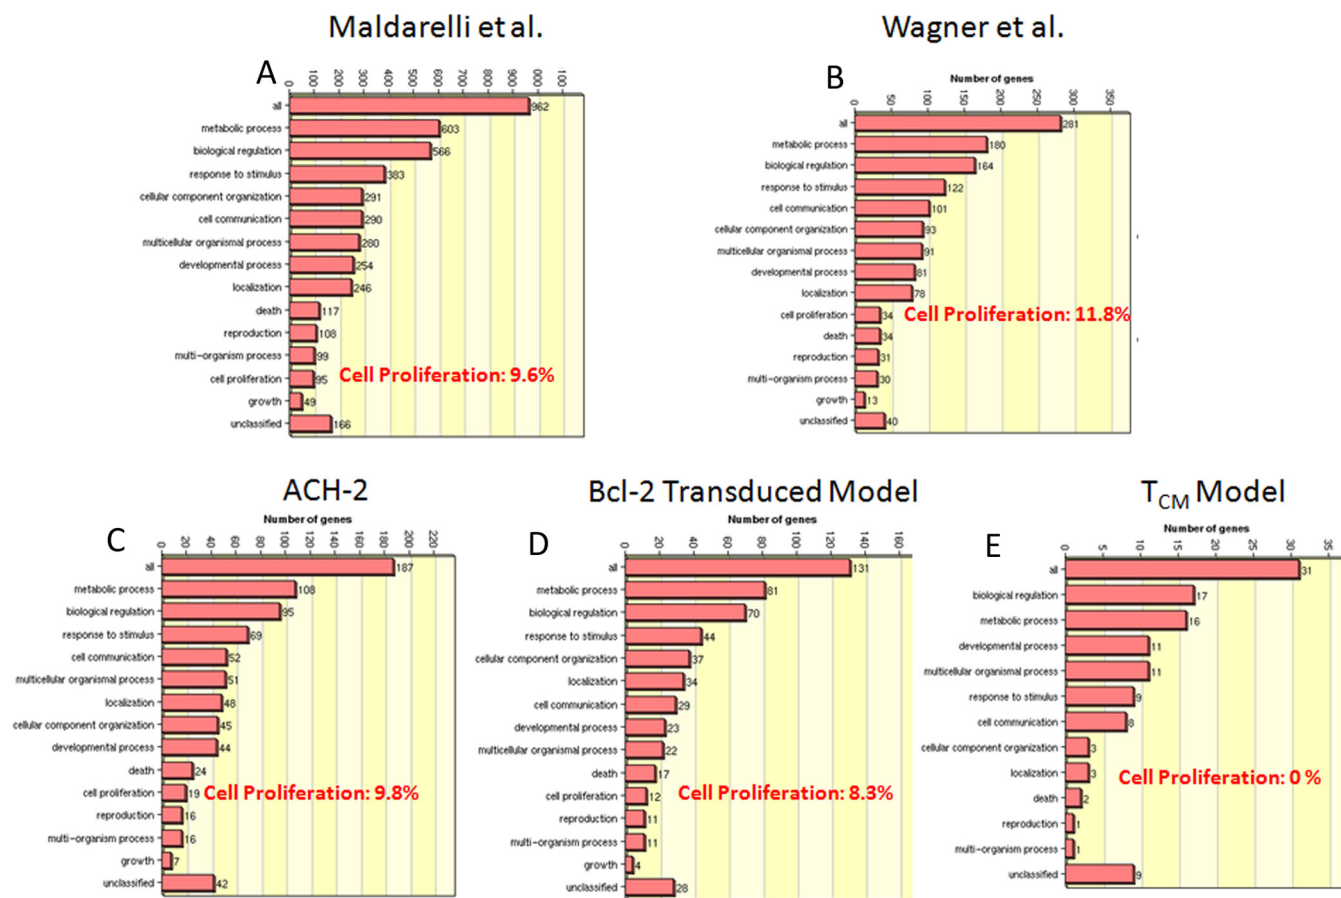 Maldarelli et al.
A
0 100 200 300 400 500 600 700 800 900 000 100
all 962
metabolic process 603
biological regulation 566
response to stimulus 383
cellular component organization 291
cell communication 290
multicellular organismal process 280
developmental process 254
localization 246
death 117
reproduction 108
multi-organism process 99
cell proliferation 95
Cell Proliferation: 9.6%
growth 49
unclassified 166
Wagner et al.
B
Number of genes
0 50 100 150 200 250 300 350
all 281
metabolic process 180
biological regulation 164
response to stimulus 122
cell communication 101
cellular component organization 93
multicellular organismal process 91
developmental process 81
localization 78
cell proliferation 34
Cell Proliferation: 11.8%
death 34
reproduction 31
multi-organism process 30
growth 13
unclassified 40
ACH-2
C
Number of genes
0 20 40 60 80 100 120 140 160 180 200 220
all 187
metabolic process 108
biological regulation 95
response to stimulus 69
cell communication 52
multicellular organismal process 51
localization 48
cellular component organization 45
developmental process 44
death 24
cell proliferation 19
Cell Proliferation: 9.8%
reproduction 16
multi-organism process 16
growth 7
unclassified 42
Bcl-2 Transduced Model
D
Number of genes
0 20 40 60 80 100 120 140 160
all 131
metabolic process 81
biological regulation 70
response to stimulus 44
cellular component organization 37
localization 34
cell communication 29
developmental process 23
multicellular organismal process 22
death 17
cell proliferation 12
Cell Proliferation: 8.3%
reproduction 11
multi-organism process 11
growth 4
unclassified 28
TCM Model
E
Number of genes
0 5 10 15 20 25 30 35
all 31
biological regulation 17
metabolic process 16
developmental process 11
multicellular organismal process 11
response to stimulus 9
cell communication 8
cellular component organization 3
localization 3
Cell Proliferation: 0 %
death 2
reproduction 1
multi-organism process 1
unclassified 9